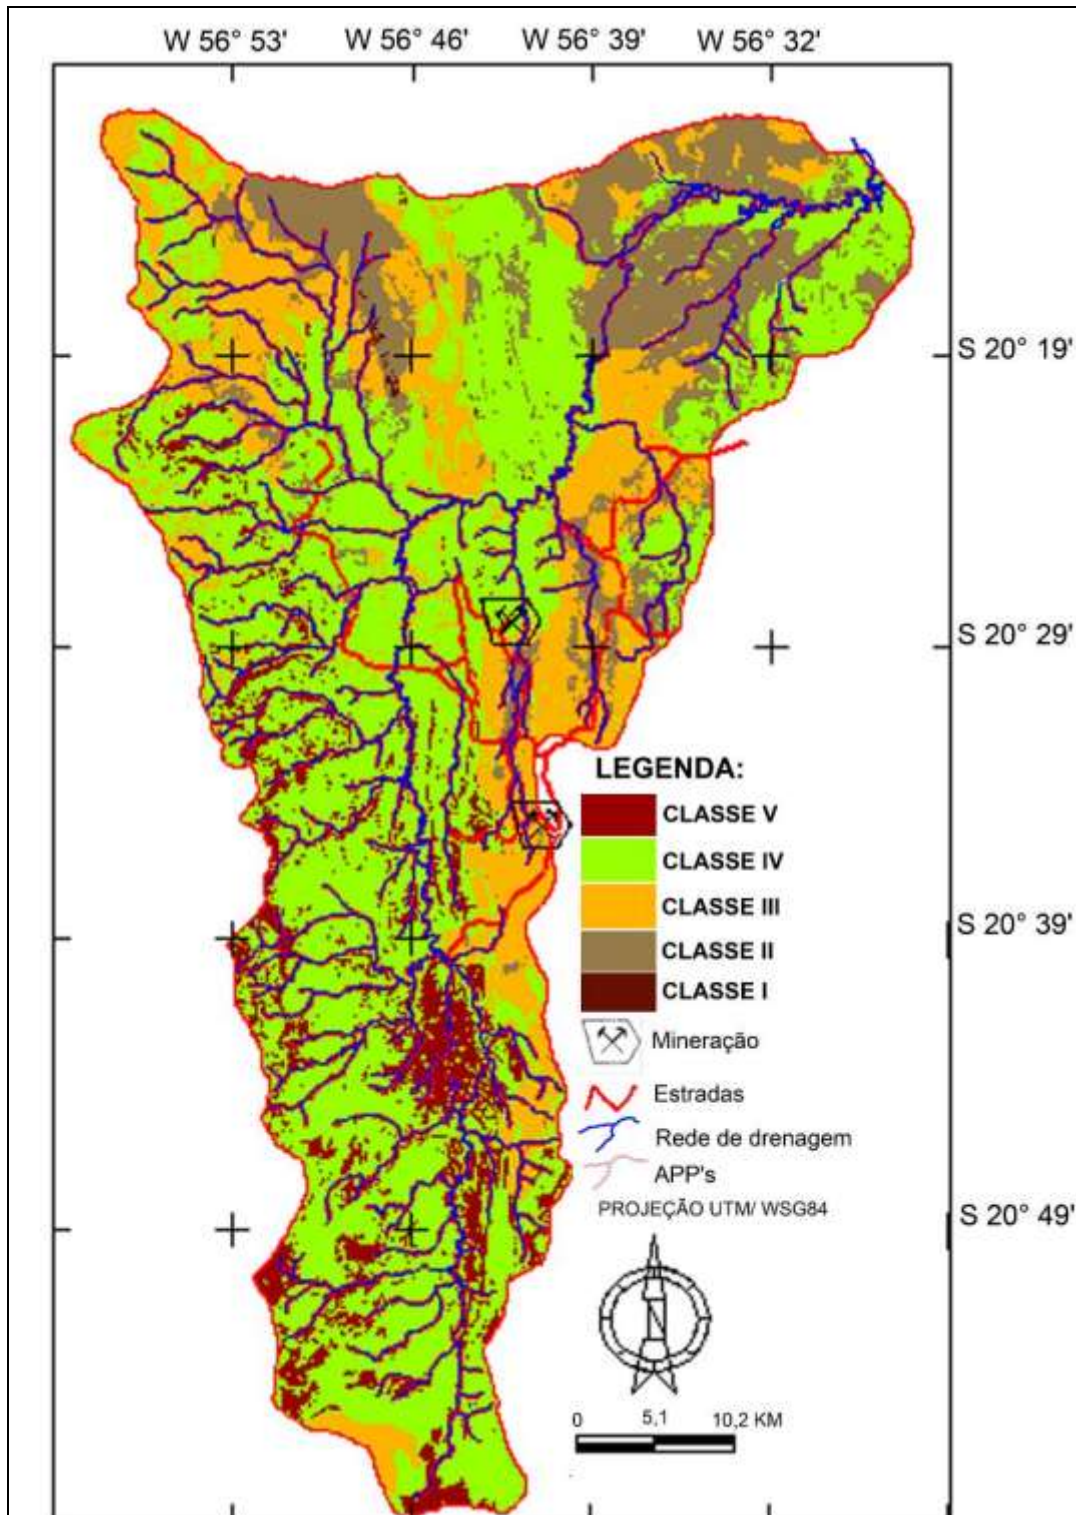 W 56° 53' W 56° 46' W 56° 39' W 56° 32'
S 20° 19'
S 20° 29'
LEGENDA:
CLASSE V
CLASSE IV
CLASSE III
CLASSE II
CLASSE I
S 20° 39'
Mineração
Estradas
Rede de drenagem
APP's
PROJEÇÃO UTM/ WSG84
S 20° 49'
N
0 5,1 10,2 KM